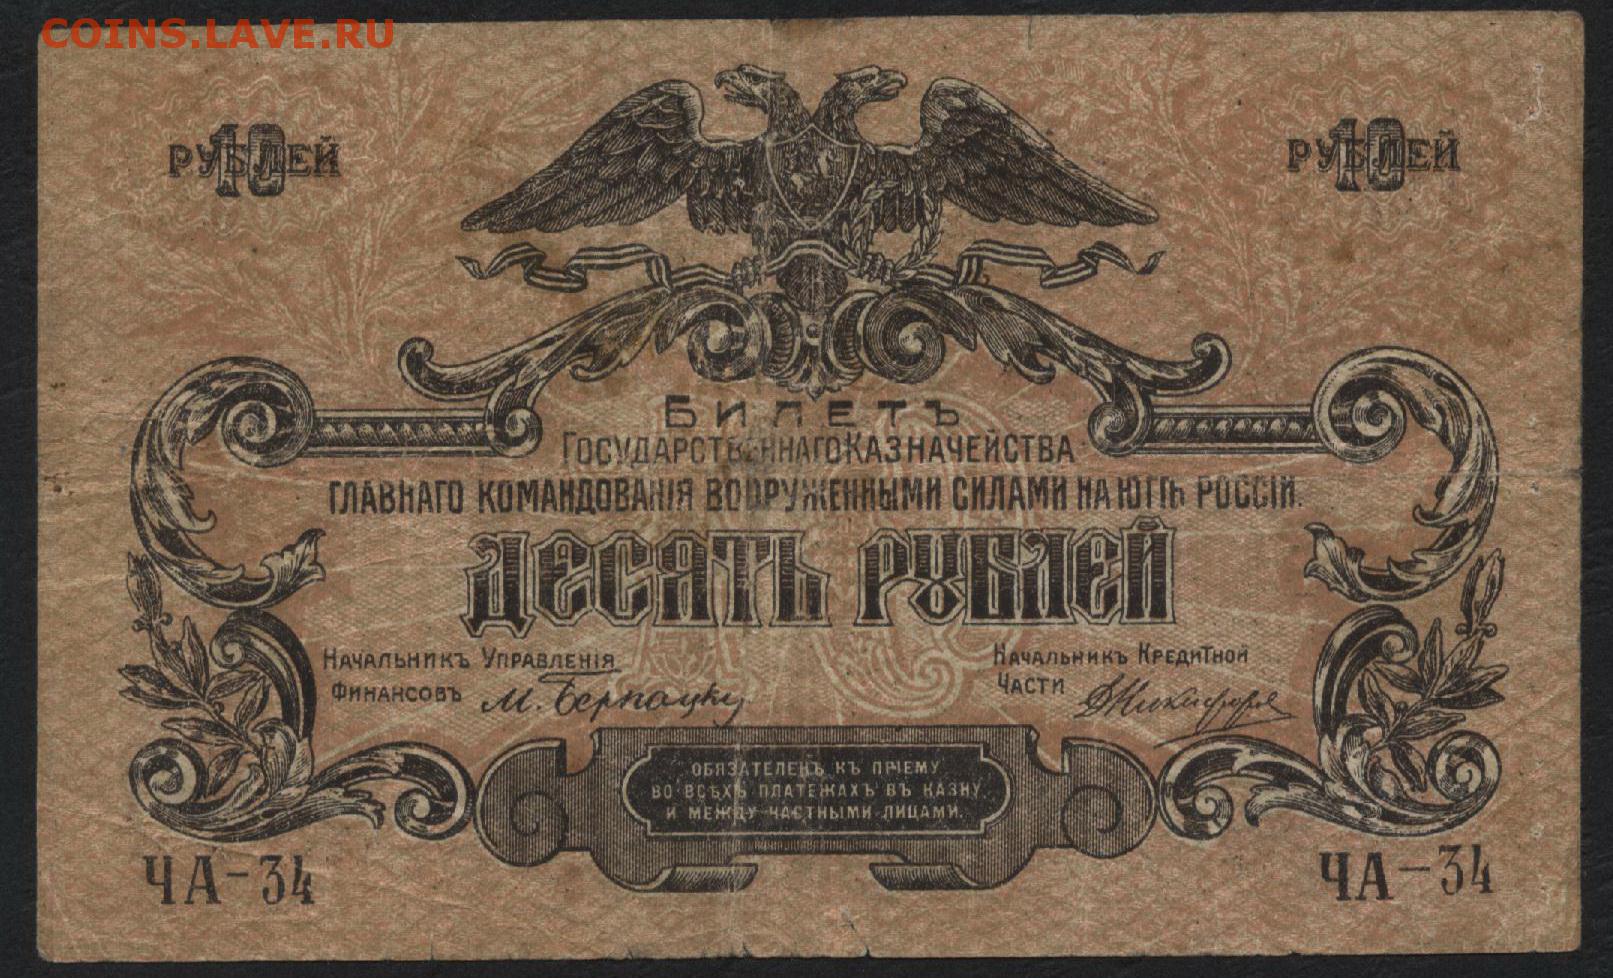 COINS.LAVE.RU
10 РУБЛЕЙ
10 РУБЛЕЙ
БИЛЕТЪ
ГОСУДАРСТВЕННАГО КАЗНАЧЕЙСТВА
ГЛАВНАГО КОМАНДОВАНІЯ ВООРУЖЕННЫМИ СИЛАМИ НА ЮГѢ РОССІИ.
10
ДЕСЯТЬ РУБЛЕЙ
НАЧАЛЬНИКЪ УПРАВЛЕНІЯ
ФИНАНСОВЪ М. Бернацкий
НАЧАЛЬНИКЪ КРЕДИТНОЙ
ЧАСТИ
ОБЯЗАТЕЛЕНЪ КЪ ПРІЕМУ
ВО ВСѢХЪ ПЛАТЕЖАХЪ ВЪ КАЗНУ
И МЕЖДУ ЧАСТНЫМИ ЛИЦАМИ.
ЧА-34
ЧА-34